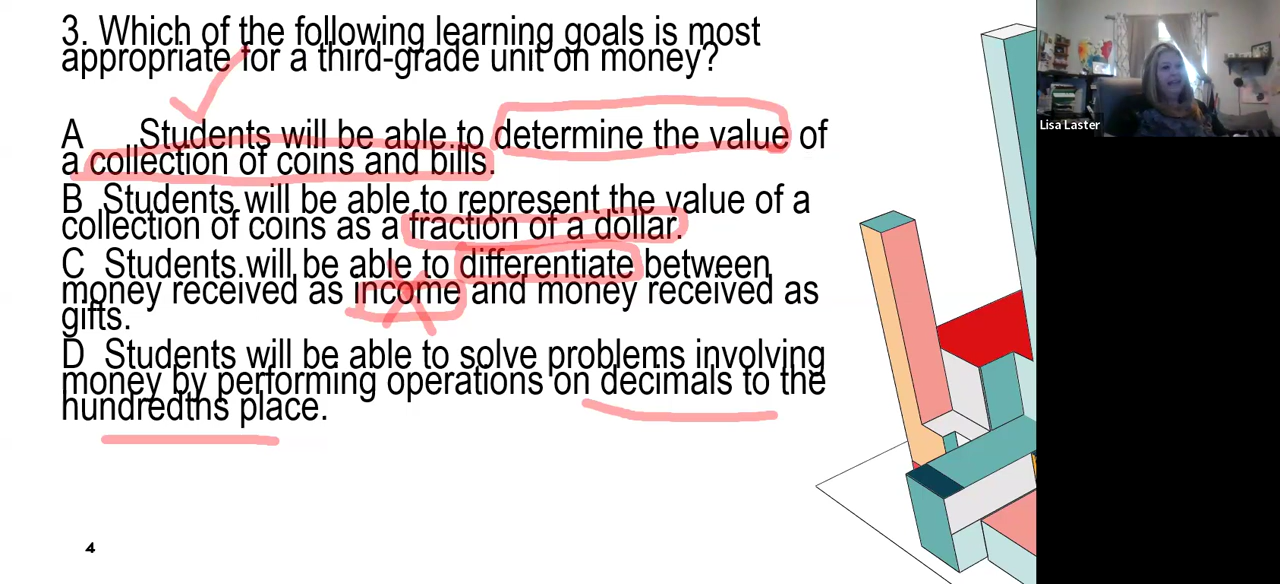 3. Which of the following learning goals is most
appropriate for a third-grade unit on money?
A Students will be able to determine the value of
a collection of coins and bills.
B Students will be able to represent the value of a
collection of coins as a fraction of a dollar.
C Students will be able to differentiate between
money received as income and money received as
gifts.
D Students will be able to solve problems involving
money by performing operations on decimals to the
hundredths place.
4
Lisa Laster